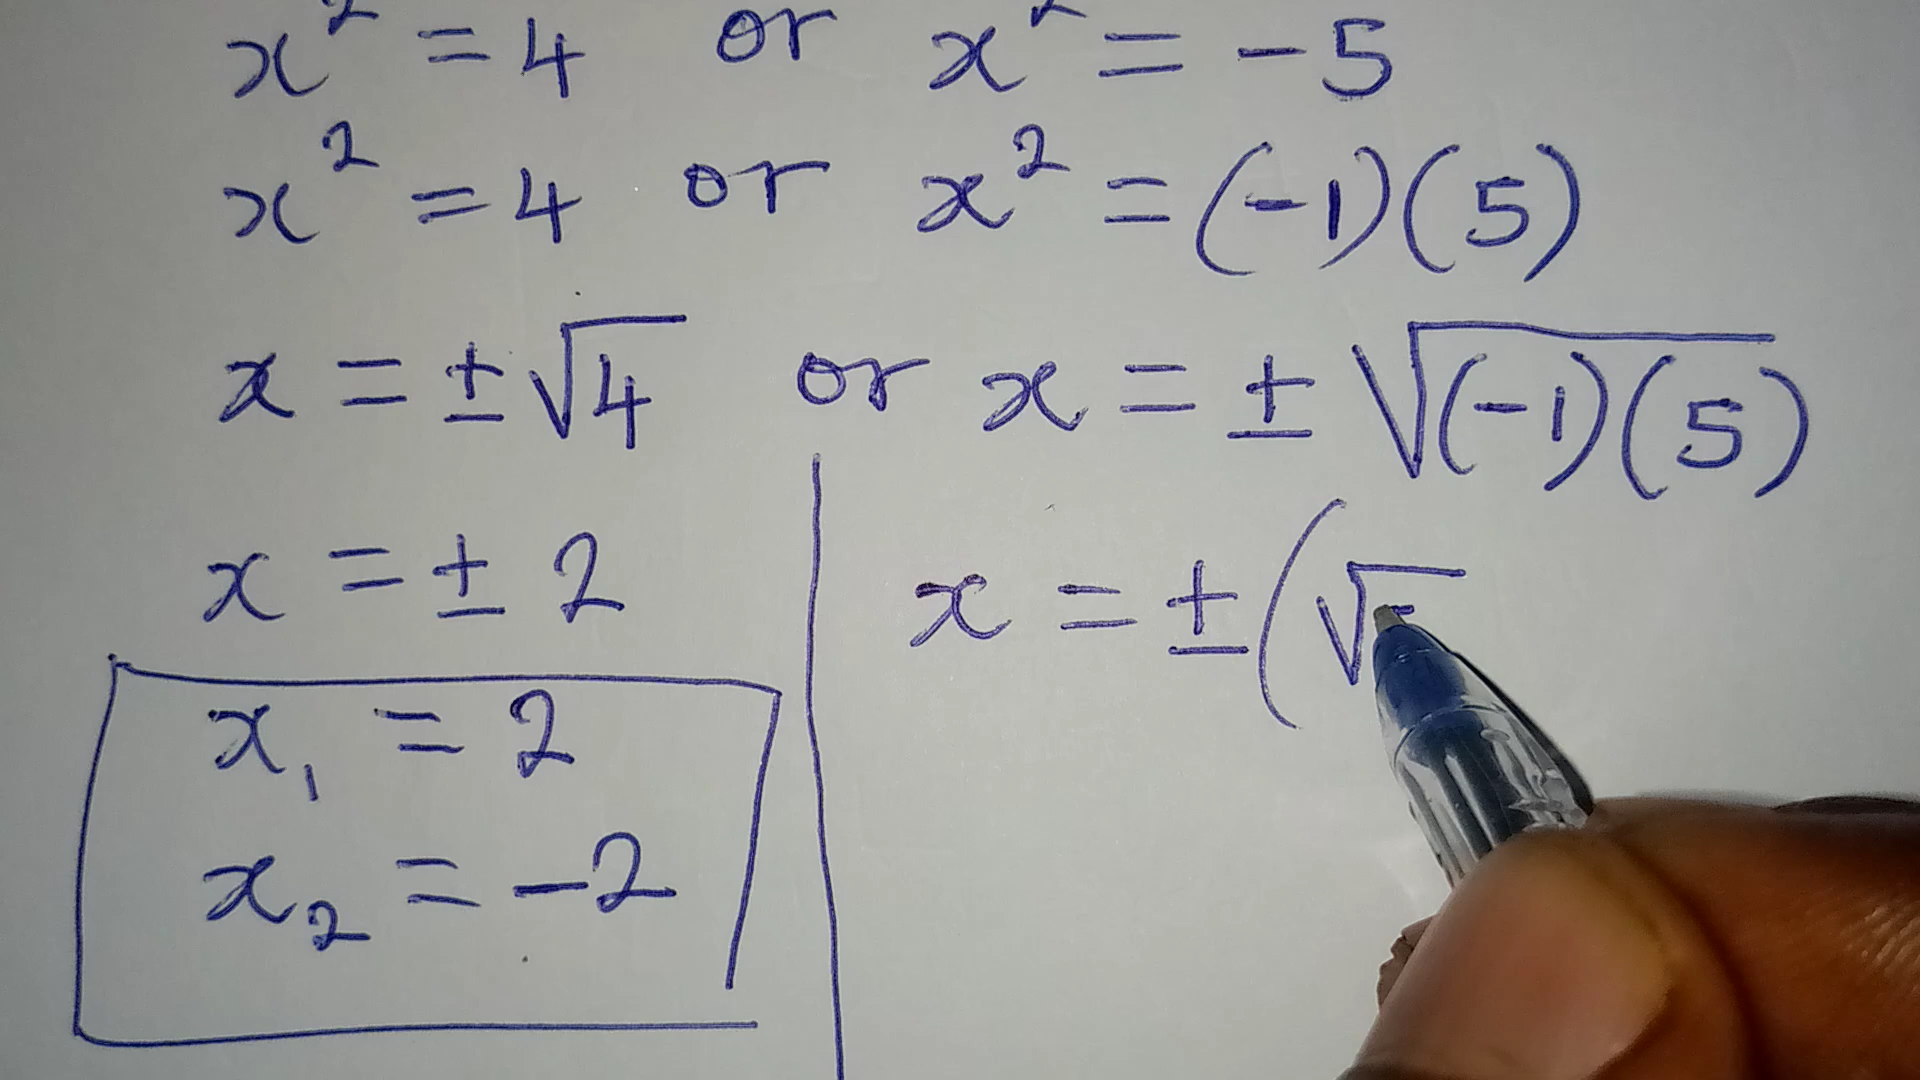 x² = 4 or x² = -5
x² = 4 or x² = (-1)(5)
x = ±√4 or x = ±√(-1)(5)
x = ± 2
x = ±(√-
x₁ = 2
x₂ = -2